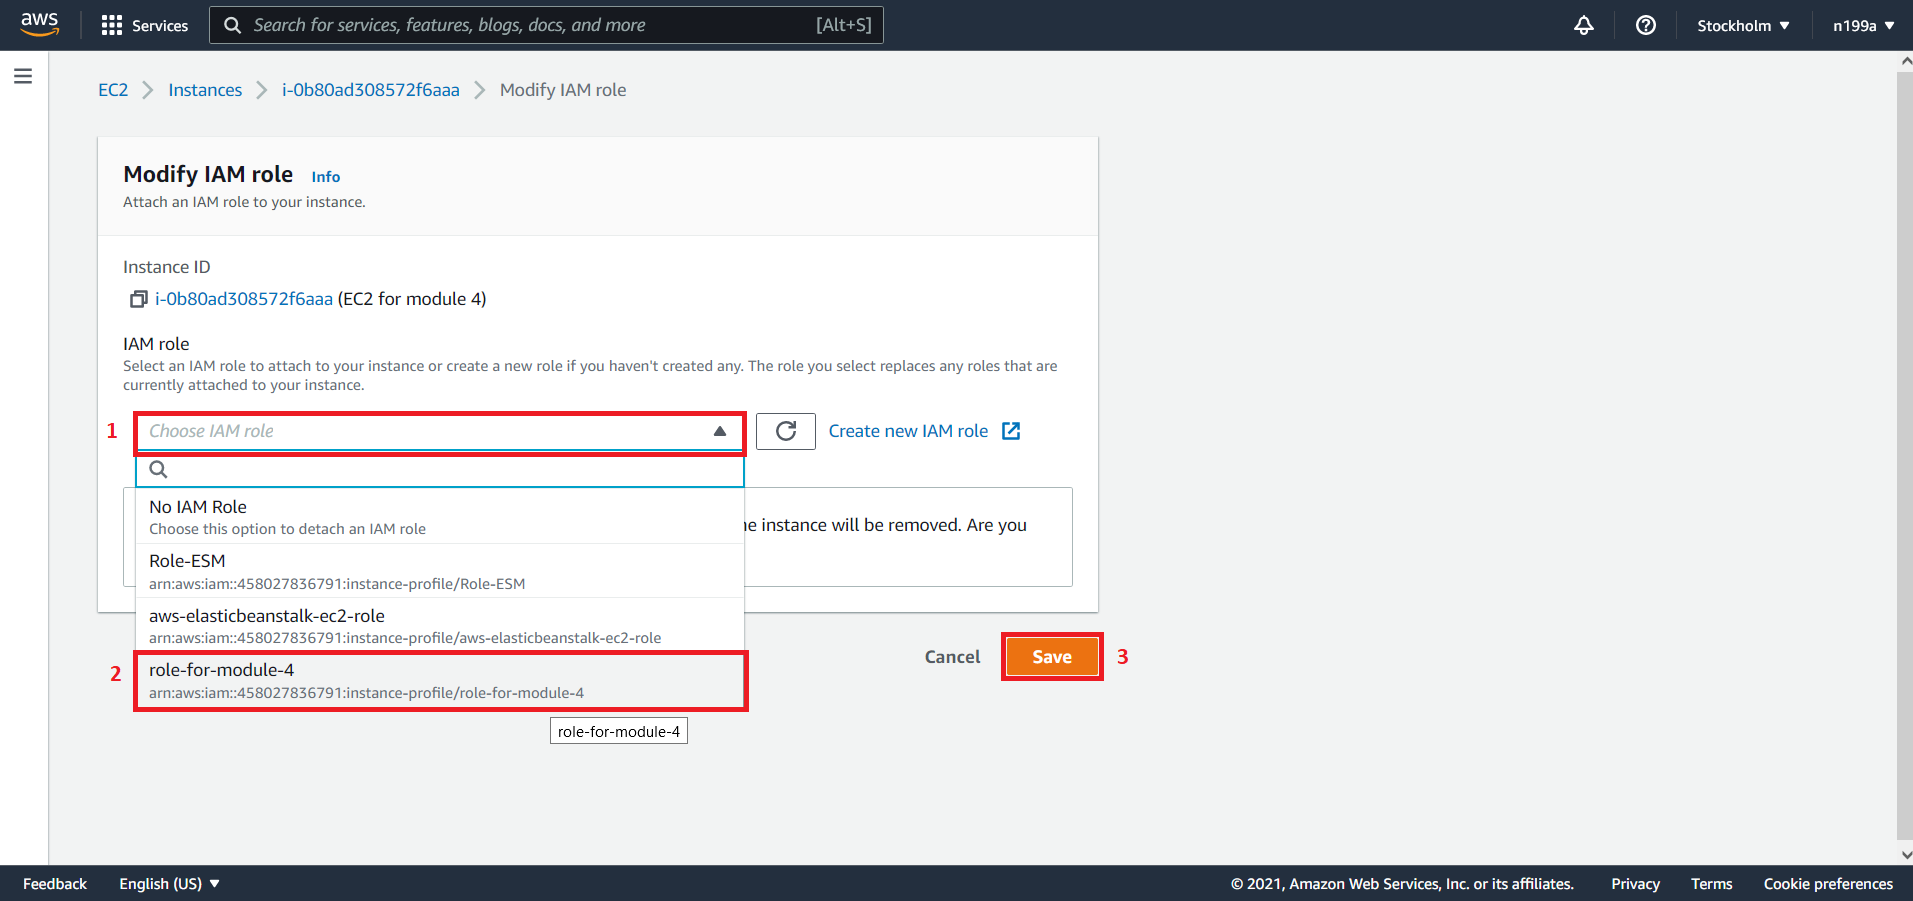 aws
Services
Search for services, features, blogs, docs, and more
[Alt+S]
Stockholm
n199a
EC2 > Instances > i-0b80ad308572f6aaa > Modify IAM role
Modify IAM role Info
Attach an IAM role to your instance.
Instance ID
i-0b80ad308572f6aaa (EC2 for module 4)
IAM role
Select an IAM role to attach to your instance or create a new role if you haven't created any. The role you select replaces any roles that are
currently attached to your instance.
1
Choose IAM role
Create new IAM role
No IAM Role
Choose this option to detach an IAM role
instance will be removed. Are you
Role-ESM
arn:aws:iam::458027836791:instance-profile/Role-ESM
aws-elasticbeanstalk-ec2-role
arn:aws:iam::458027836791:instance-profile/aws-elasticbeanstalk-ec2-role
2
role-for-module-4
arn:aws:iam::458027836791:instance-profile/role-for-module-4
Cancel
Save
3
role-for-module-4
Feedback
English (US)
© 2021, Amazon Web Services, Inc. or its affiliates.
Privacy
Terms
Cookie preferences